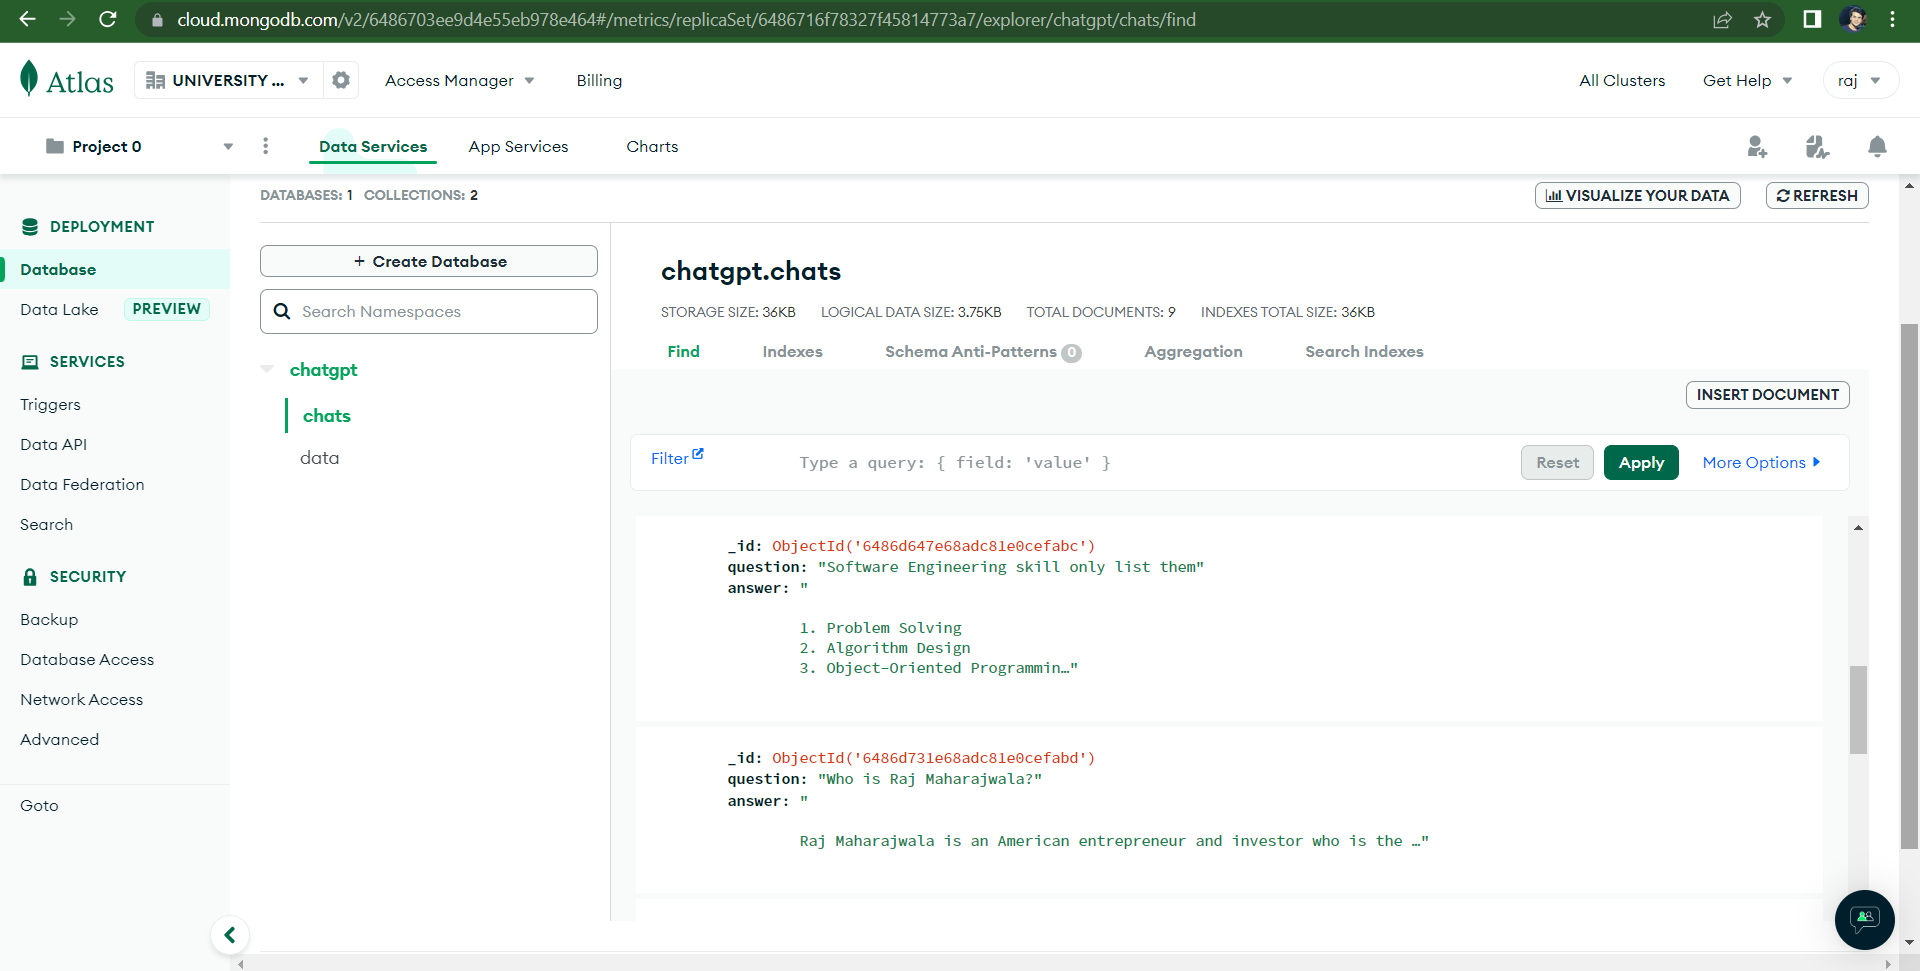 cloud.mongodb.com/v2/6486703ee9d4e55eb978e464#/metrics/replicaSet/6486716f78327f45814773a7/explorer/chatgpt/chats/find
Atlas
UNIVERSITY ...
Access Manager
Billing
All Clusters
Get Help
raj
Project 0
Data Services
App Services
Charts
DATABASES: 1 COLLECTIONS: 2
VISUALIZE YOUR DATA
REFRESH
DEPLOYMENT
Database
Data Lake PREVIEW
SERVICES
Triggers
Data API
Data Federation
Search
SECURITY
Backup
Database Access
Network Access
Advanced
Goto
+ Create Database
Search Namespaces
chatgpt
chats
data
chatgpt.chats
STORAGE SIZE: 36KB LOGICAL DATA SIZE: 3.75KB TOTAL DOCUMENTS: 9 INDEXES TOTAL SIZE: 36KB
Find
Indexes
Schema Anti-Patterns 0
Aggregation
Search Indexes
INSERT DOCUMENT
Filter
Type a query: { field: 'value' }
Reset
Apply
More Options
_id: ObjectId('6486d647e68adc81e0cefabc')
question: "Software Engineering skill only list them"
answer: "
1. Problem Solving
2. Algorithm Design
3. Object-Oriented Programmin…"
_id: ObjectId('6486d731e68adc81e0cefabd')
question: "Who is Raj Maharajwala?"
answer: "
Raj Maharajwala is an American entrepreneur and investor who is the …"